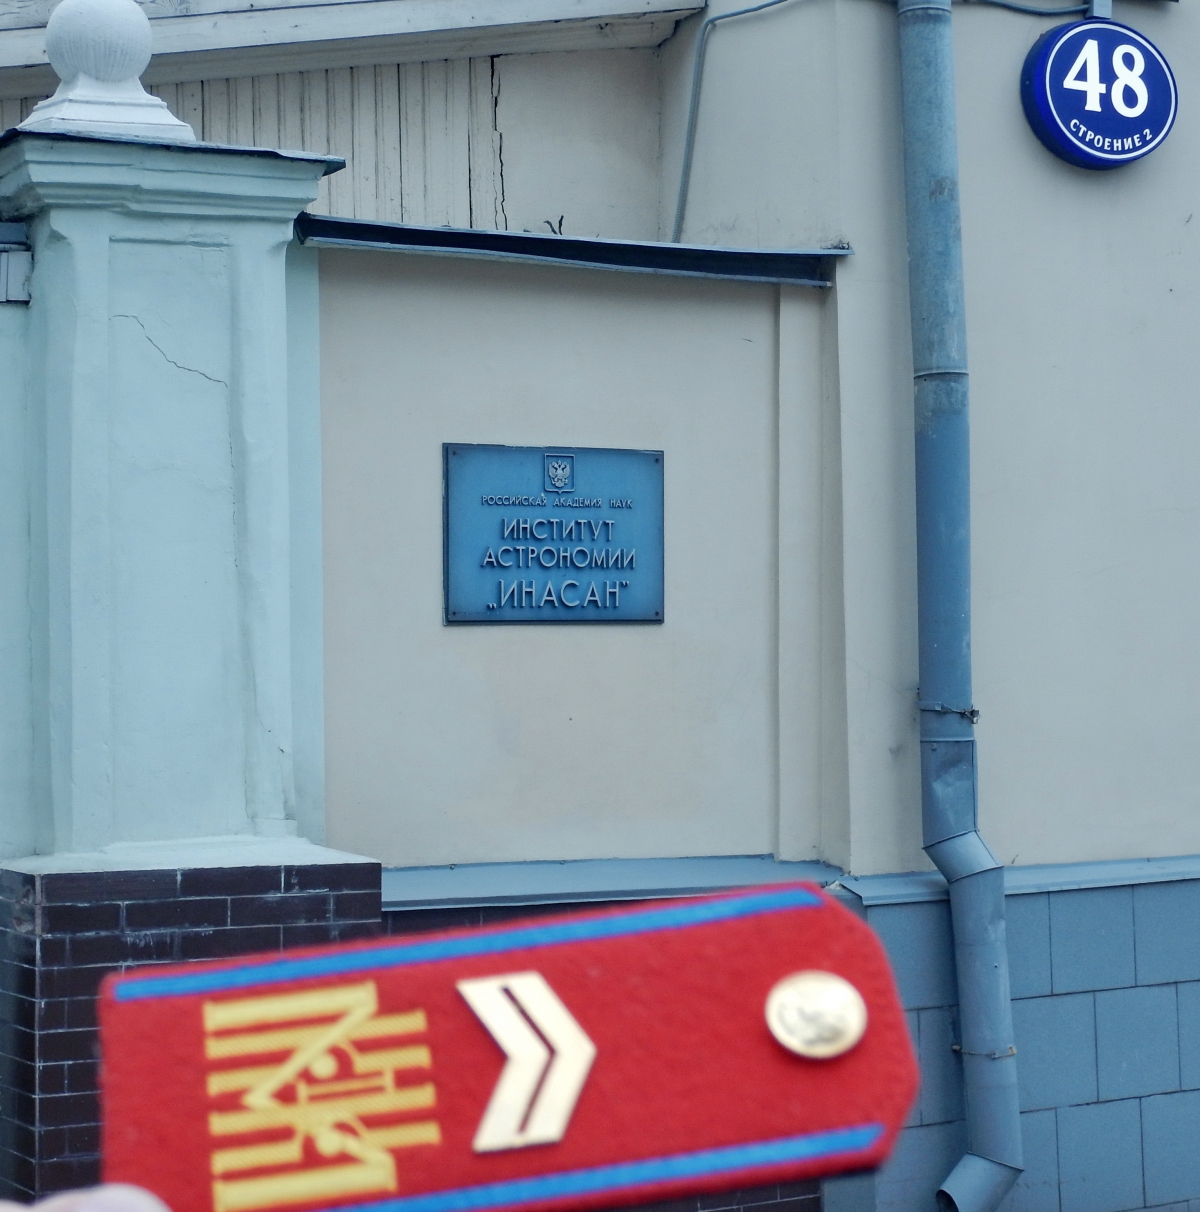 48
СТРОЕНИЕ 2
РОССИЙСКАЯ АКАДЕМИЯ НАУК
ИНСТИТУТ
АСТРОНОМИИ
„ИНАСАН"